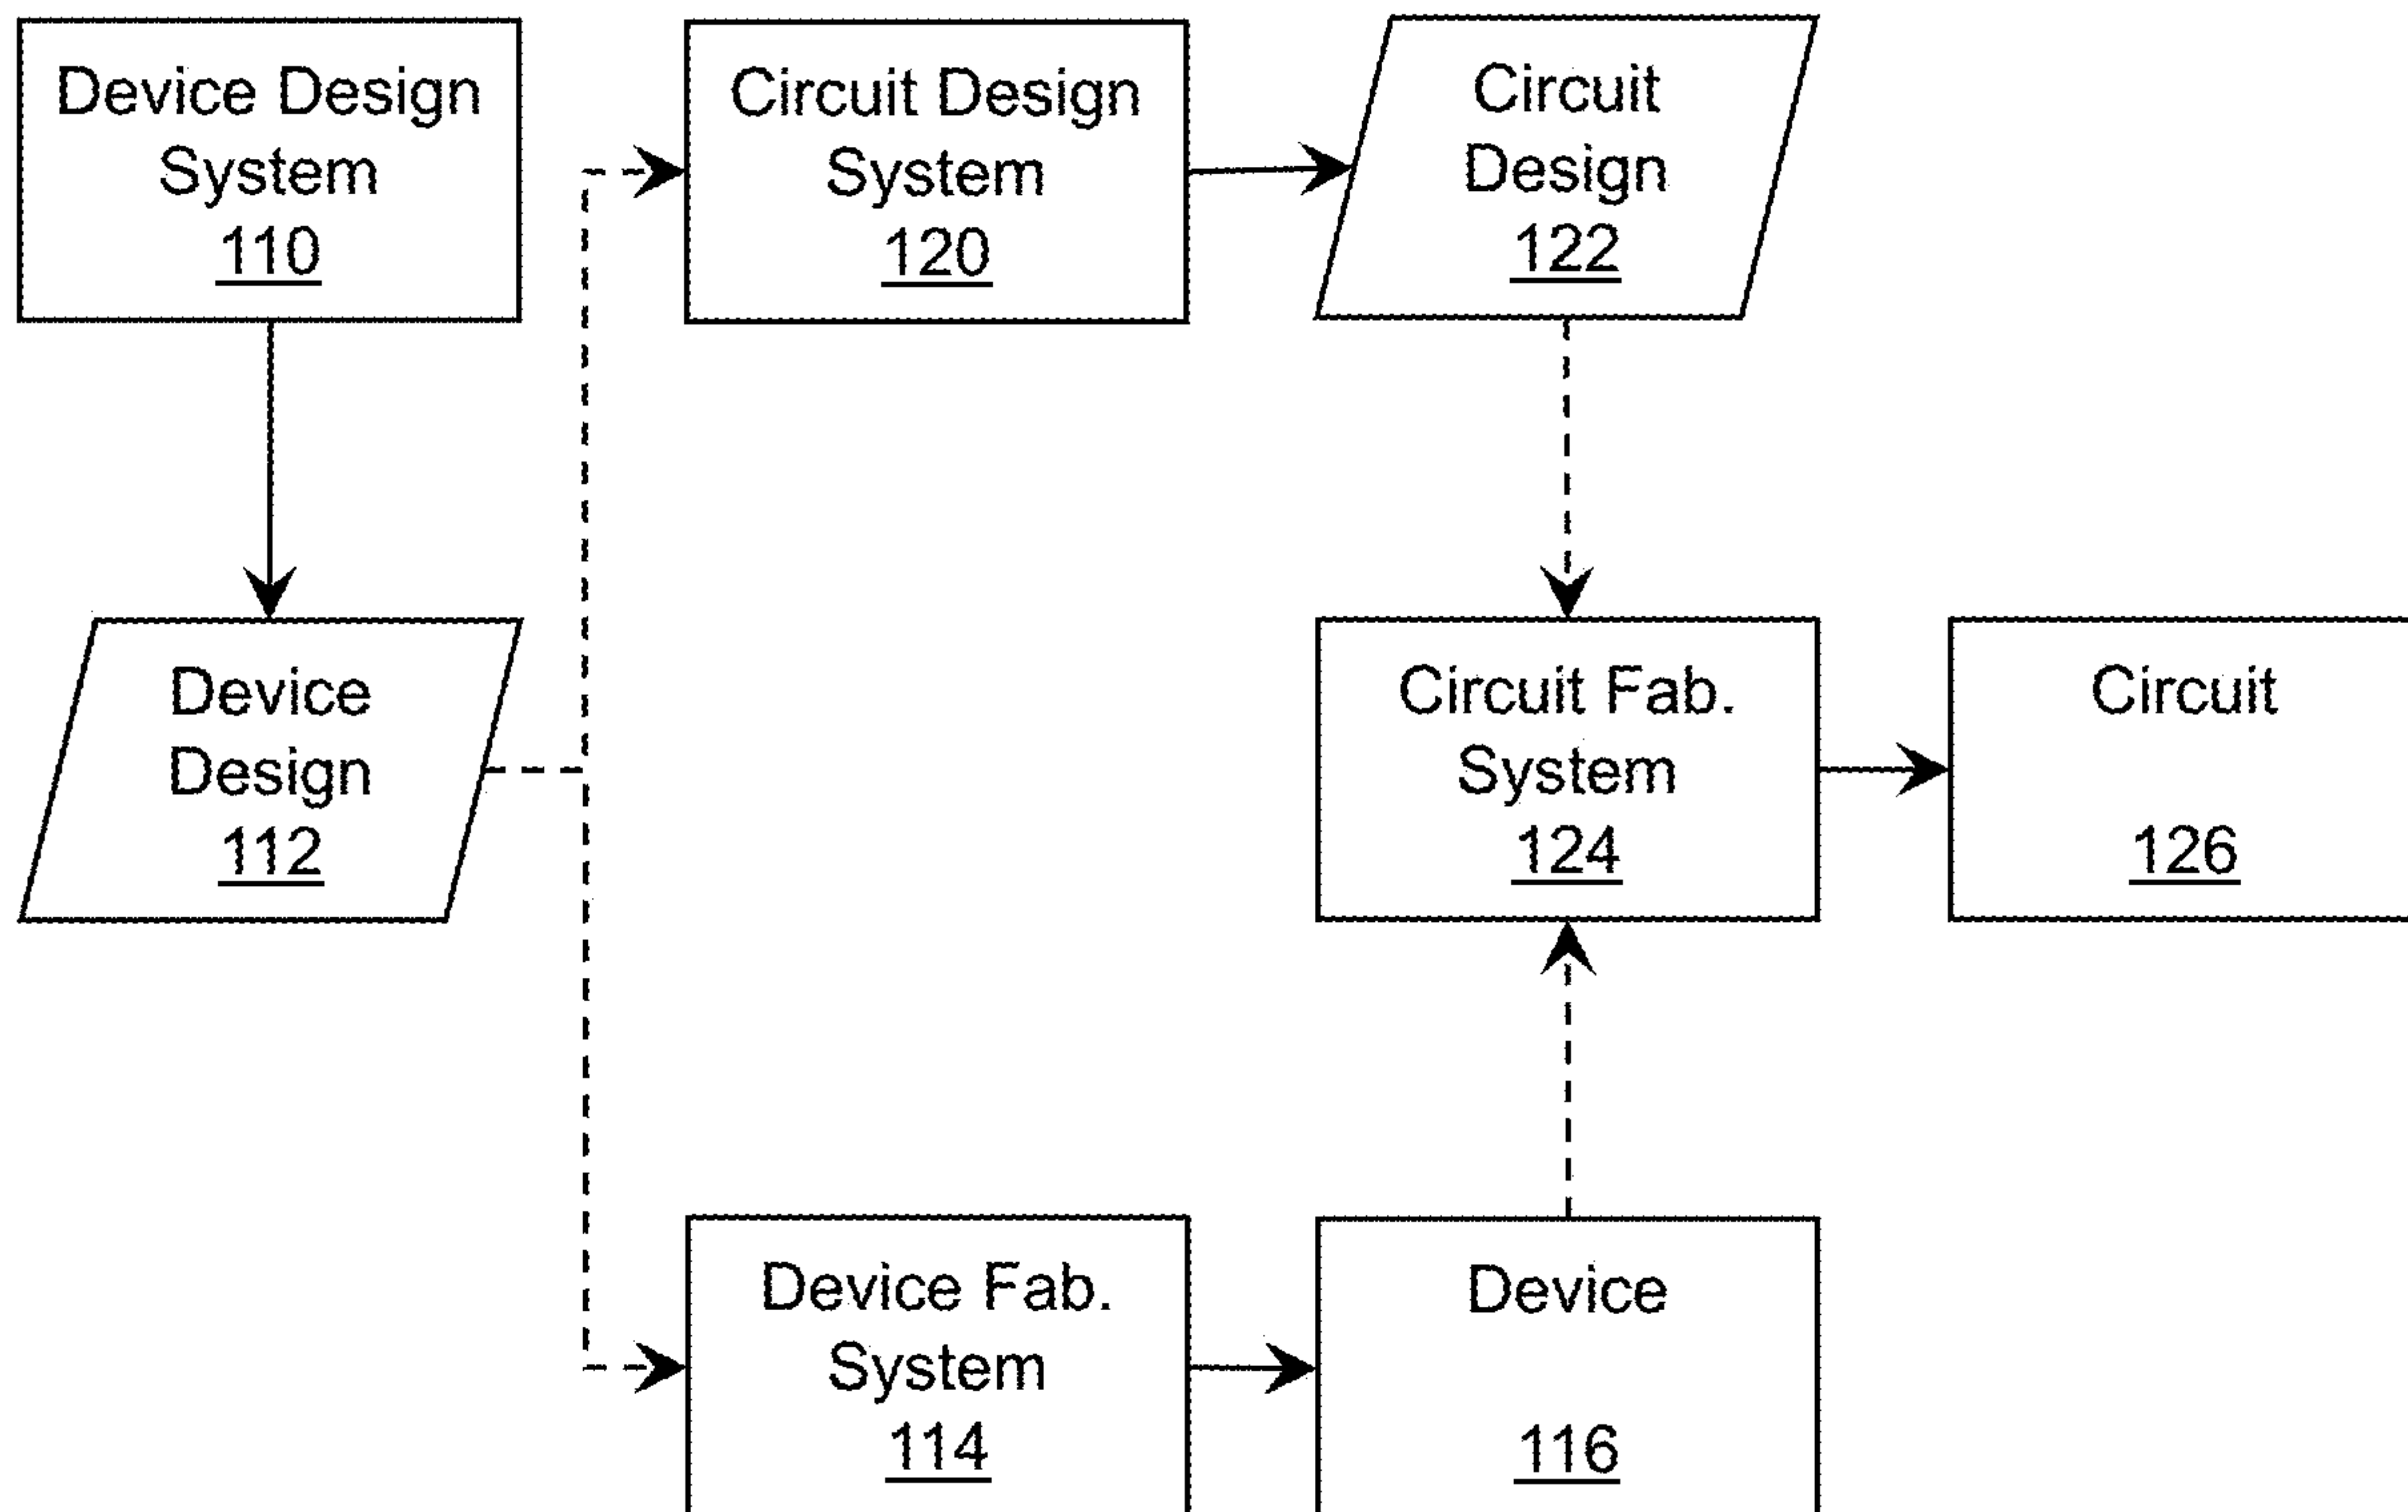 Device Design
System
110
Circuit Design
System
120
Circuit
Design
122
Device
Design
112
Circuit Fab.
System
124
Circuit
126
Device Fab.
System
114
Device
116